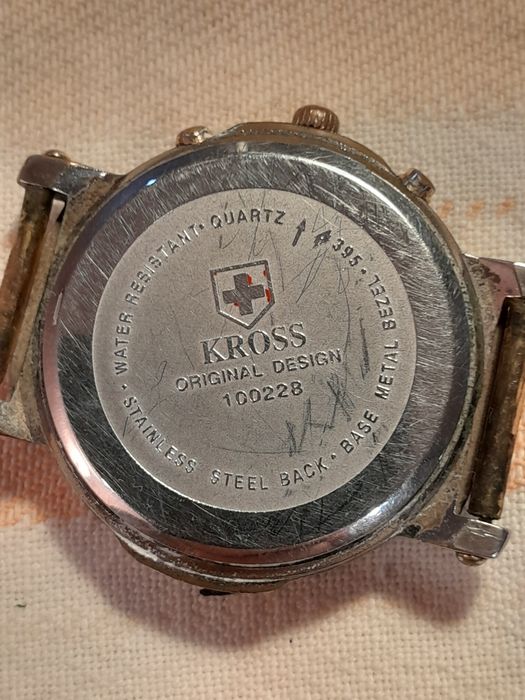 WATER RESISTANT • QUARTZ ↑ 395 • BASE METAL BEZEL • STAINLESS STEEL BACK •
KROSS
ORIGINAL DESIGN
100228